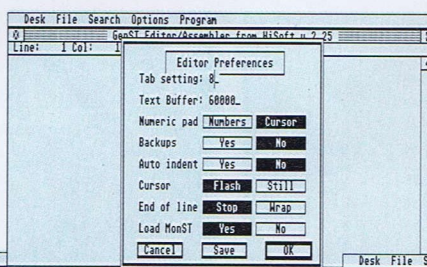 Desk File Search Options Program
GenST Editor/Assembler from HiSoft v 2.25
Line: 1 Col: 1
Editor Preferences
Tab setting: 8_
Text Buffer: 60000_
Numeric pad Numbers Cursor
Backups Yes No
Auto indent Yes No
Cursor Flash Still
End of line Stop Wrap
Load MonST Yes No
Cancel Save OK
Desk File S